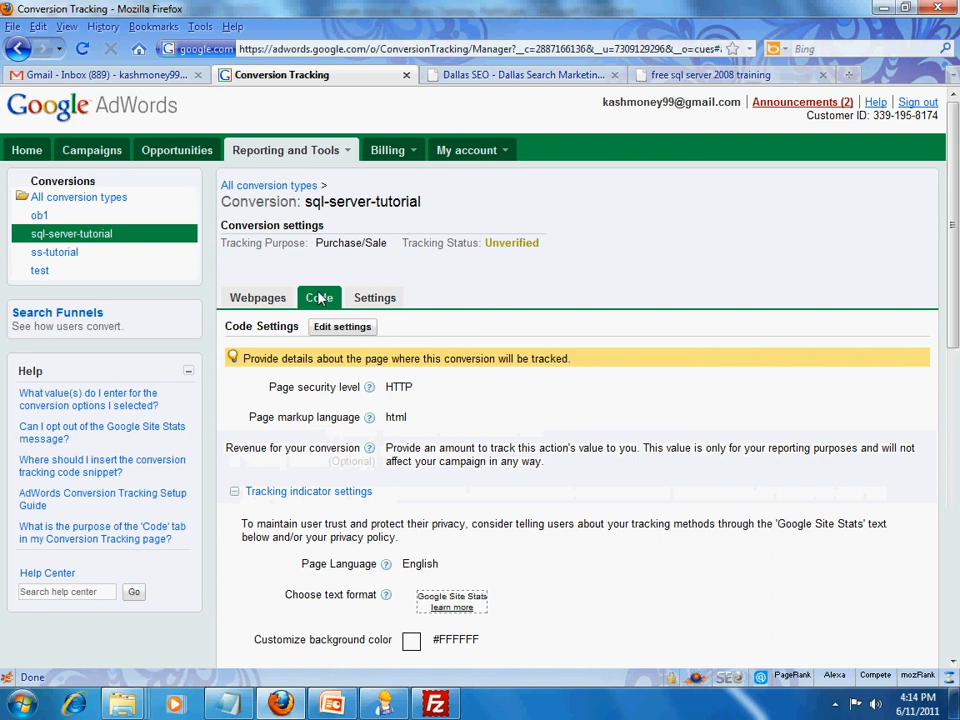 Conversion Tracking - Mozilla Firefox
File Edit View History Bookmarks Tools Help
google.com https://adwords.google.com/o/ConversionTracking/Manager?__c=2887166136&__u=7309129296&__o=cues#a Bing
Gmail - Inbox (889) - kashmoney99... Conversion Tracking Dallas SEO - Dallas Search Marketin... free sql server 2008 training
Google AdWords
kashmoney99@gmail.com | Announcements (2) | Help | Sign out
Customer ID: 339-195-8174
Home Campaigns Opportunities Reporting and Tools Billing My account
Conversions
All conversion types
ob1
sql-server-tutorial
ss-tutorial
test
Search Funnels
See how users convert.
Help
What value(s) do I enter for the
conversion options I selected?
Can I opt out of the Google Site Stats
message?
Where should I insert the conversion
tracking code snippet?
AdWords Conversion Tracking Setup
Guide
What is the purpose of the 'Code' tab
in my Conversion Tracking page?
Help Center
Search help center Go
All conversion types >
Conversion: sql-server-tutorial
Conversion settings
Tracking Purpose: Purchase/Sale Tracking Status: Unverified
Webpages Code Settings
Code Settings Edit settings
Provide details about the page where this conversion will be tracked.
Page security level ? HTTP
Page markup language ? html
Revenue for your conversion ? Provide an amount to track this action's value to you. This value is only for your reporting purposes and will not
(Optional) affect your campaign in any way.
Tracking indicator settings
To maintain user trust and protect their privacy, consider telling users about your tracking methods through the 'Google Site Stats' text
below and/or your privacy policy.
Page Language ? English
Choose text format ? Google Site Stats
learn more
Customize background color #FFFFFF
Done SEO PageRank Alexa Compete mozRank
4:14 PM
6/11/2011